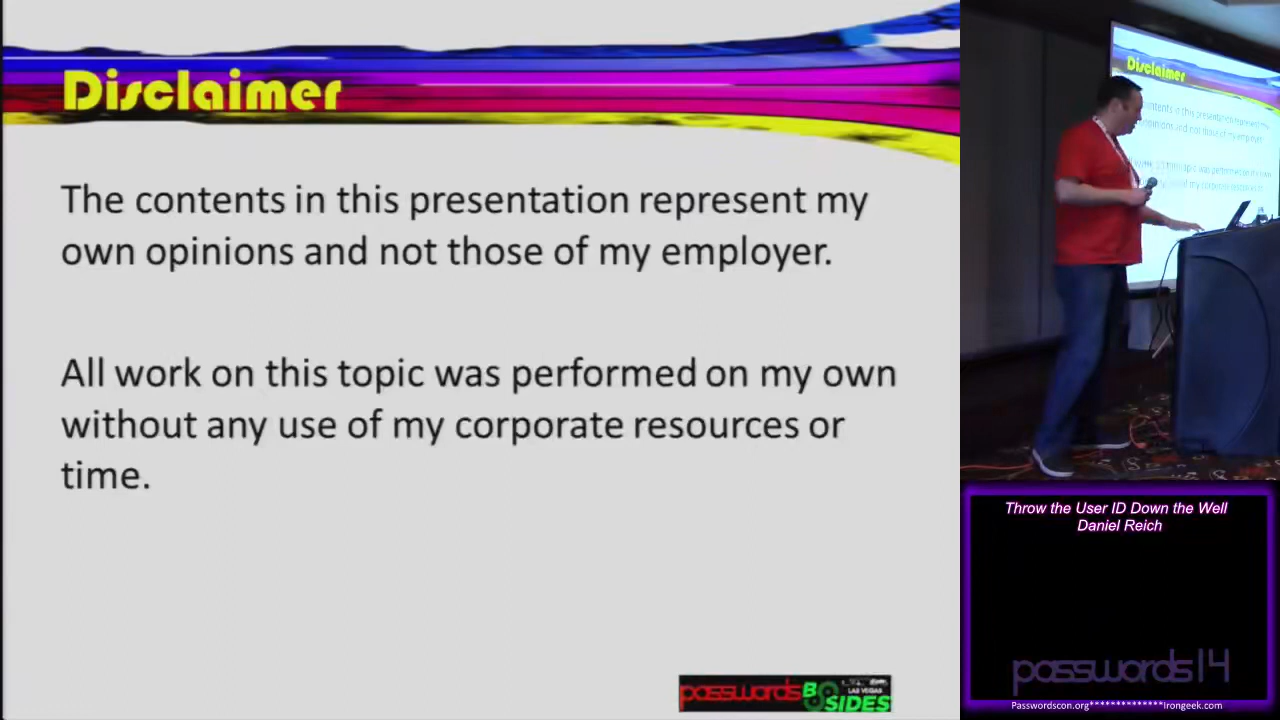 Disclaimer
The contents in this presentation represent my
own opinions and not those of my employer.
All work on this topic was performed on my own
without any use of my corporate resources or
time.
passwords BSIDES
LAS VEGAS
Disclaimer
Throw the User ID Down the Well
Daniel Reich
passwords14
Passwordscon.org**************Irongeek.com